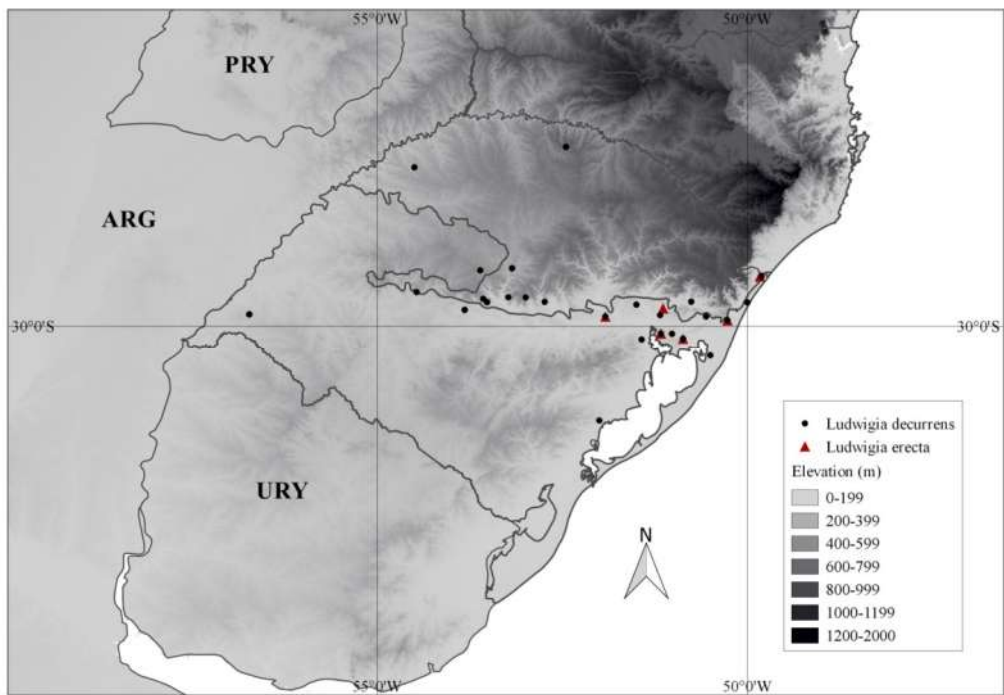 55°0'W
50°0'W
PRY
ARG
30°0'S
30°0'S
URY
Ludwigia decurrens
Ludwigia erecta
Elevation (m)
0-199
200-399
400-599
600-799
800-999
1000-1199
1200-2000
N
55°0'W
50°0'W